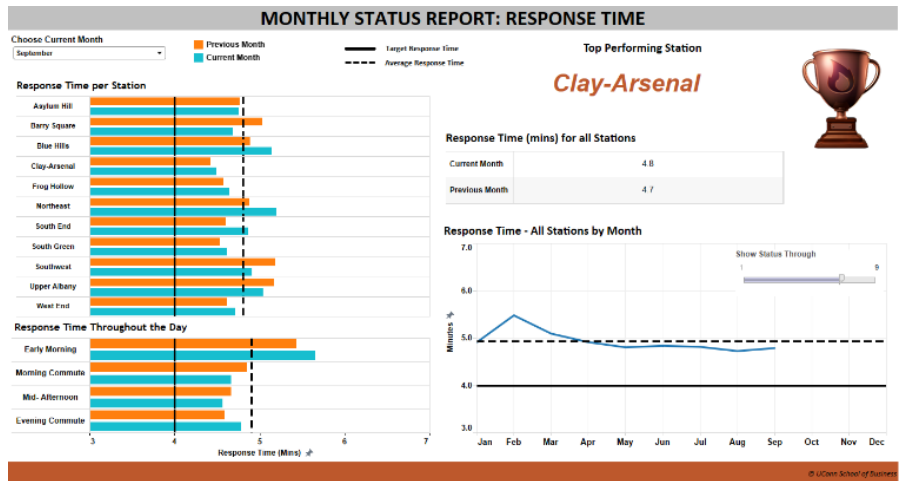 MONTHLY STATUS REPORT: RESPONSE TIME
Choose Current Month
September
Previous Month
Current Month
Target Response Time
Average Response Time
Top Performing Station
Clay-Arsenal
Response Time per Station
Asylum Hill
Barry Square
Blue Hills
Clay-Arsenal
Frog Hollow
Northeast
South End
South Green
Southwest
Upper Albany
West End
Response Time Throughout the Day
Early Morning
Morning Commute
Mid- Afternoon
Evening Commute
3 4 5 6 7
Response Time (Mins)
Response Time (mins) for all Stations
Current Month 4.8
Previous Month 4.7
Response Time - All Stations by Month
Show Status Through
1 9
7.0
6.0
5.0
4.0
3.0
Minutes
Jan Feb Mar Apr May Jun Jul Aug Sep Oct Nov Dec
© UConn School of Business